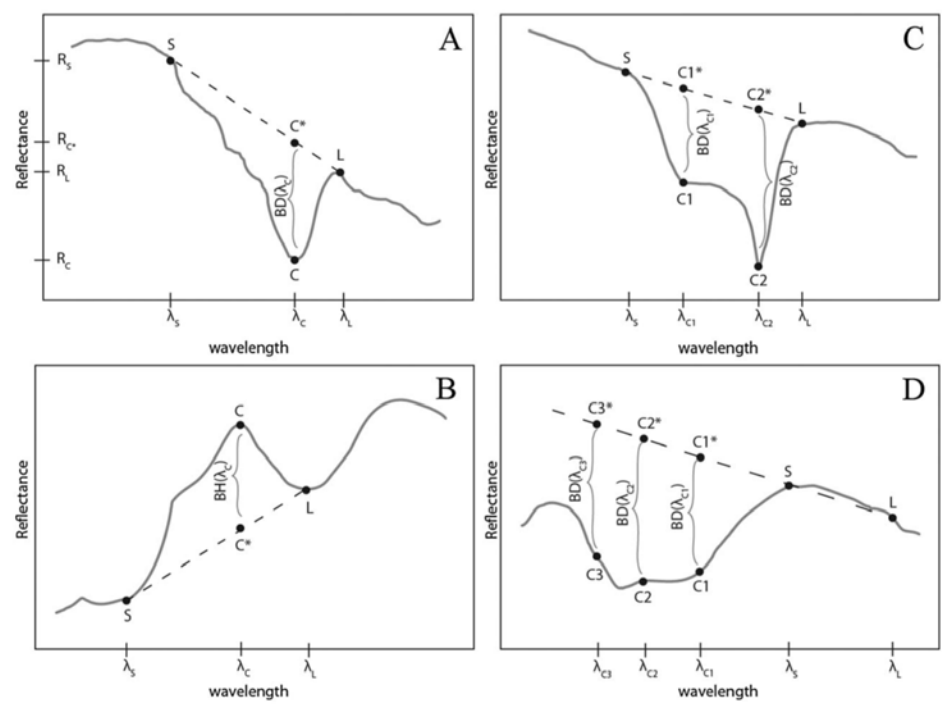 A
S
R_S
C*
R_C*
L
R_L
Reflectance
BD(λ_C)
R_C
C
λ_S
λ_C
λ_L
wavelength
C
S
C1*
C2*
L
Reflectance
BD(λ_C1)
BD(λ_C2)
C1
C2
λ_S
λ_C1
λ_C2
λ_L
wavelength
B
C
Reflectance
BH(λ_C)
L
C*
S
λ_S
λ_C
λ_L
wavelength
D
C3*
C2*
C1*
S
Reflectance
BD(λ_C3)
BD(λ_C2)
BD(λ_C1)
L
C3
C2
C1
λ_C3
λ_C2
λ_C1
λ_S
λ_L
wavelength